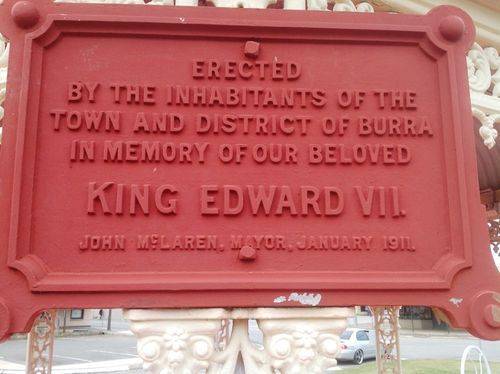 ERECTED
BY THE INHABITANTS OF THE
TOWN AND DISTRICT OF BURRA
IN MEMORY OF OUR BELOVED
KING EDWARD VII.
JOHN McLAREN, MAYOR, JANUARY 1911.